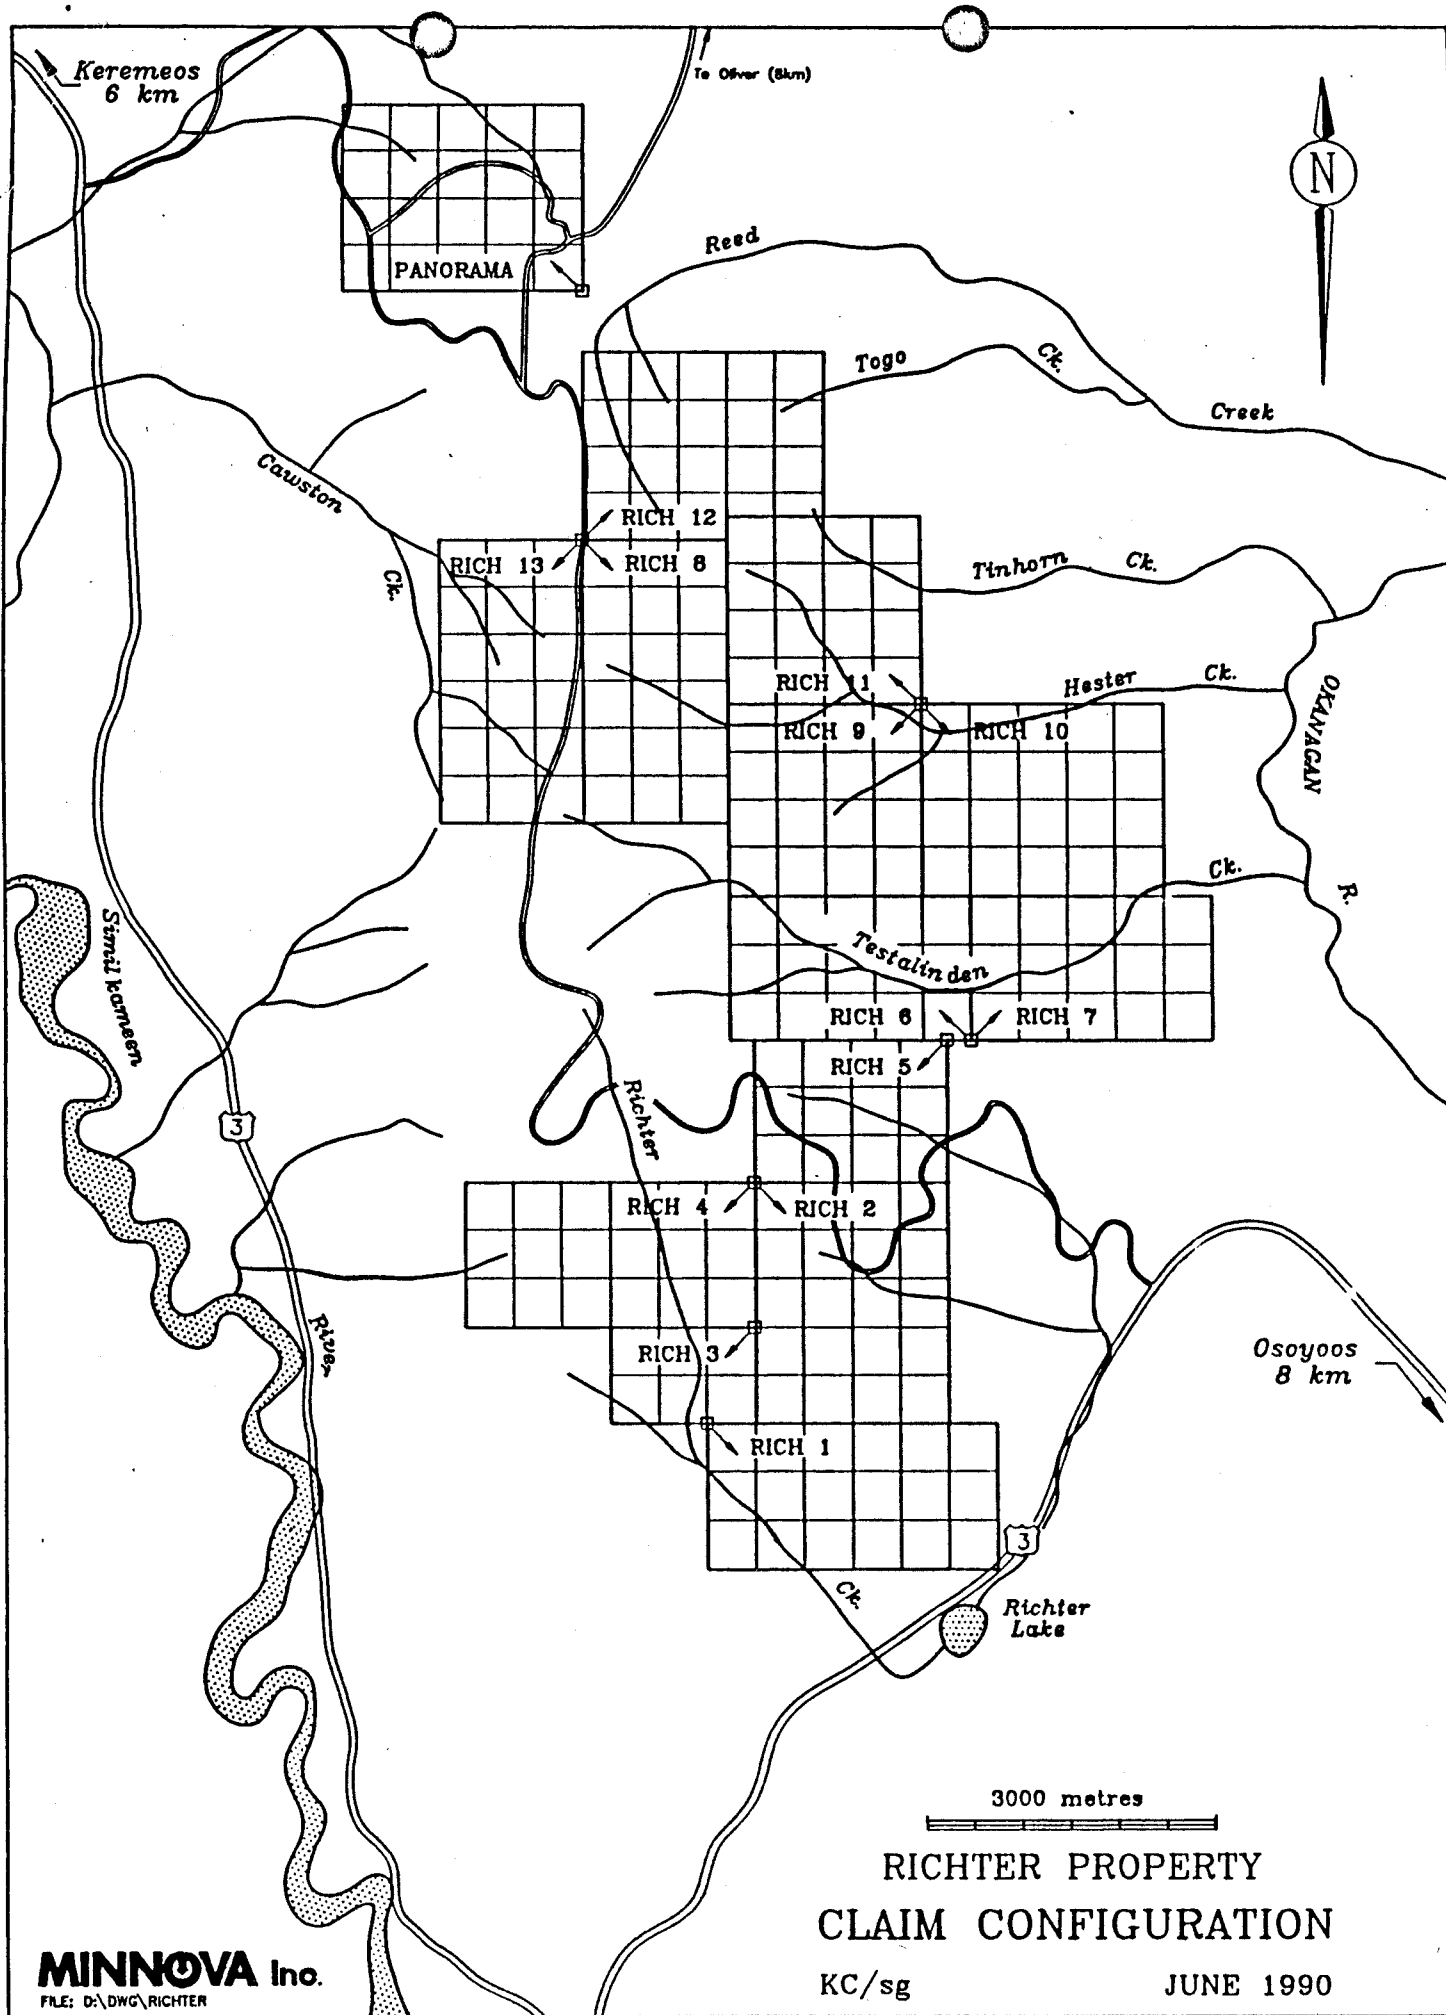 Keremeos
6 km
To Oliver (8km)
N
PANORAMA
Reed
Togo
Ck.
Creek
Cawston
Ck.
RICH 12
RICH 13
RICH 8
Tinhorn
Ck.
RICH 11
Hester
Ck.
RICH 9
RICH 10
OKANAGAN
R.
Ck.
Testalinden
Similkameen
RICH 6
RICH 7
RICH 5
3
Richter
RICH 4
RICH 2
River
RICH 3
Osoyoos
8 km
RICH 1
3
Ck.
Richter
Lake
3000 metres
RICHTER PROPERTY
CLAIM CONFIGURATION
KC/sg
JUNE 1990
MINNOVA Inc.
FILE: D:\DWG\RICHTER